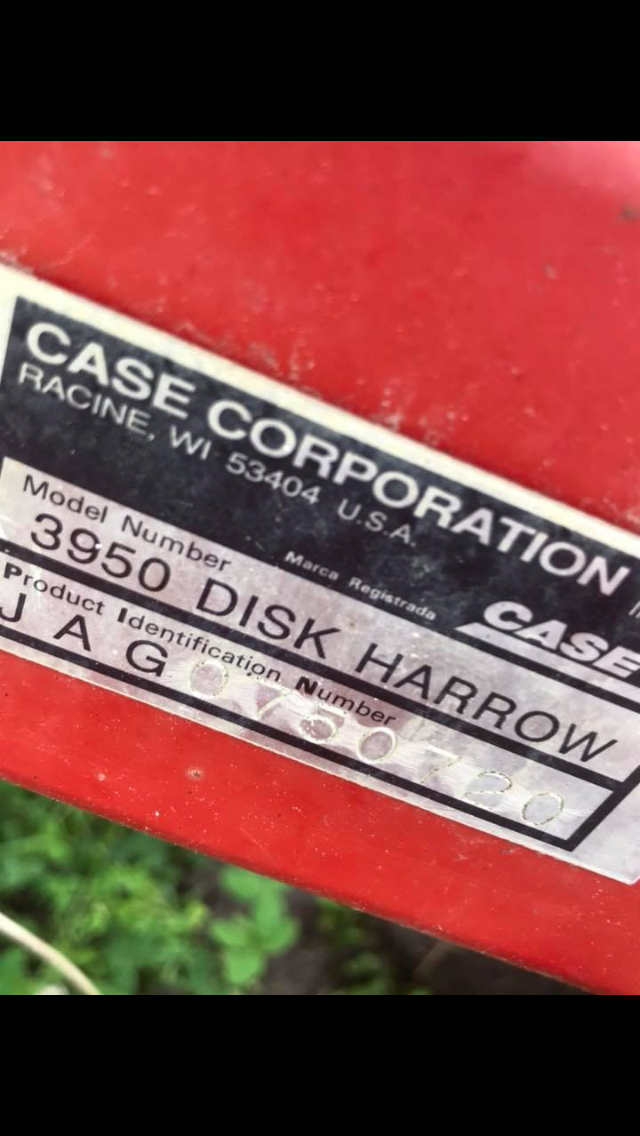 CASE CORPORATION
RACINE, WI 53404 U.S.A.
Marca Registrada
CASE
Model Number
3950 DISK HARROW
Product Identification Number
JAG0750720